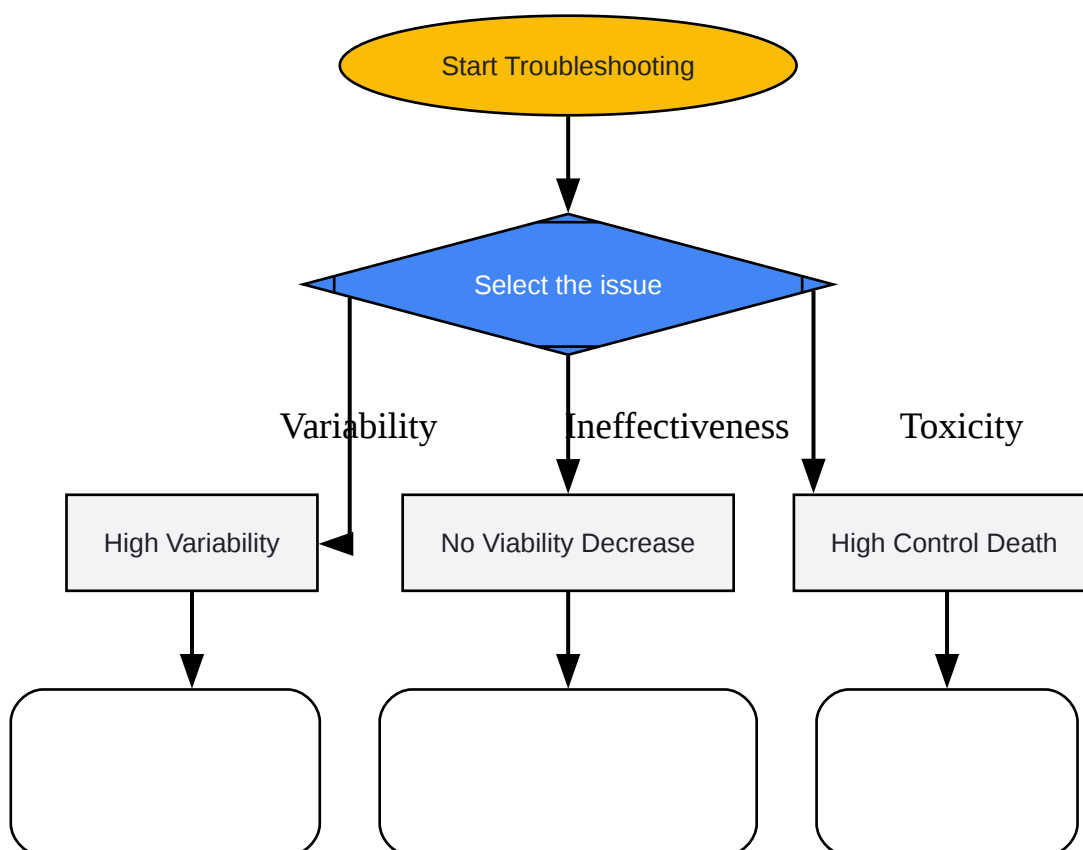 Start Troubleshooting
Select the issue
Variability
Ineffectiveness
Toxicity
High Variability
No Viability Decrease
High Control Death